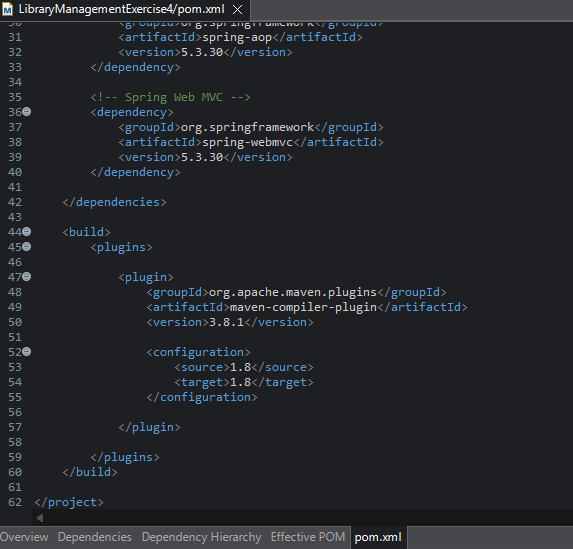 LibraryManagementExercise4/pom.xml
30 <groupId>org.springframework</groupId>
31 <artifactId>spring-aop</artifactId>
32 <version>5.3.30</version>
33 </dependency>
34
35 <!-- Spring Web MVC -->
36 <dependency>
37 <groupId>org.springframework</groupId>
38 <artifactId>spring-webmvc</artifactId>
39 <version>5.3.30</version>
40 </dependency>
41
42 </dependencies>
43
44 <build>
45 <plugins>
46
47 <plugin>
48 <groupId>org.apache.maven.plugins</groupId>
49 <artifactId>maven-compiler-plugin</artifactId>
50 <version>3.8.1</version>
51
52 <configuration>
53 <source>1.8</source>
54 <target>1.8</target>
55 </configuration>
56
57 </plugin>
58
59 </plugins>
60 </build>
61
62 </project>
Overview Dependencies Dependency Hierarchy Effective POM pom.xml